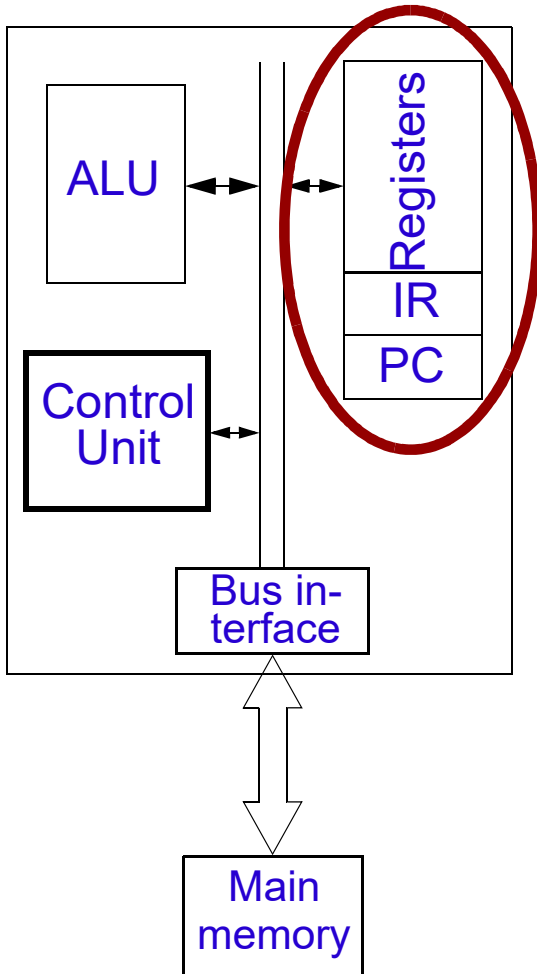 ALU
Registers
IR
PC
Control
Unit
Bus in-
terface
Main
memory